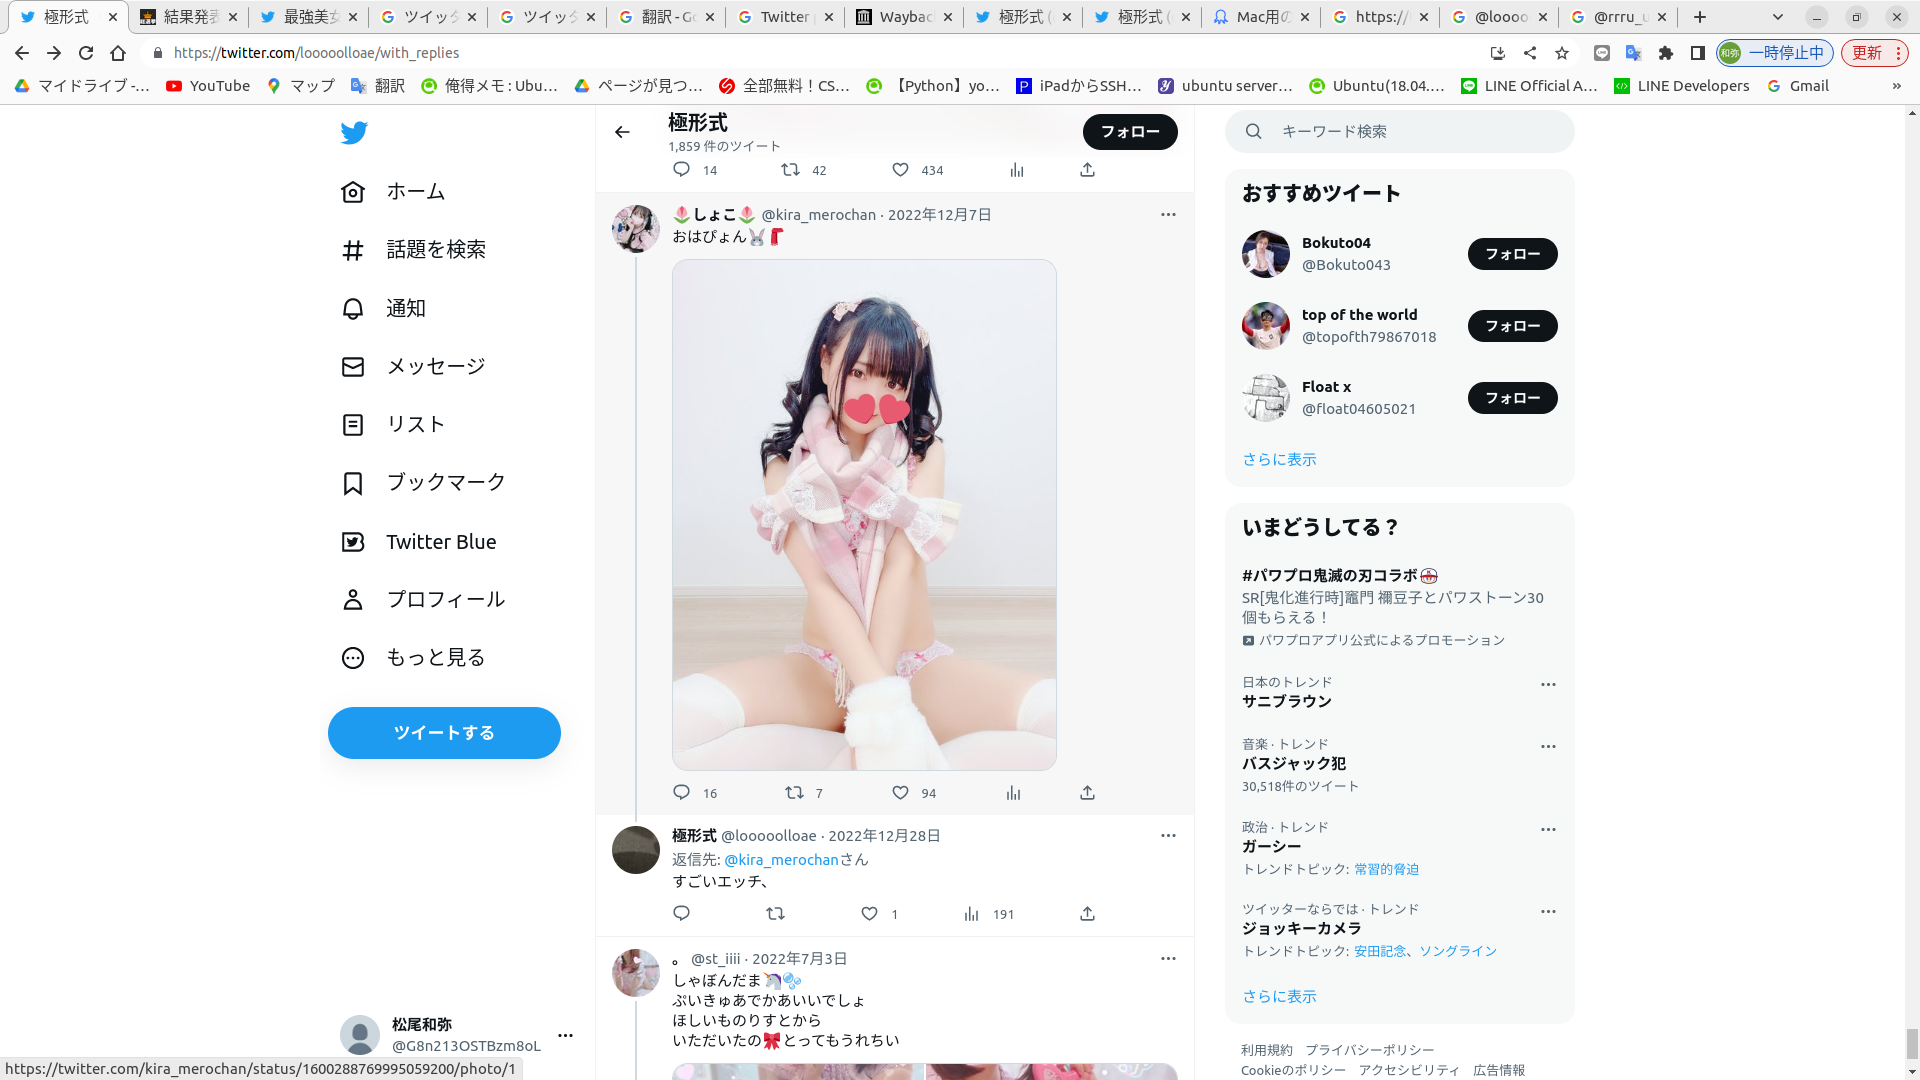 極形式
結果発表
最強美女
ツイッタ
ツイッタ
翻訳 - Go
Twitter
Wayback
極形式 (
極形式 (
Mac用の
https://
@loooo
@rrru_u
https://twitter.com/looooolloae/with_replies
一時停止中
更新
マイドライブ -...
YouTube
マップ
翻訳
俺得メモ : Ubu...
ページが見つ...
全部無料！CS...
【Python】yo...
iPadからSSH...
ubuntu server...
Ubuntu(18.04....
LINE Official A...
LINE Developers
Gmail
»
ホーム
話題を検索
通知
メッセージ
リスト
ブックマーク
Twitter Blue
プロフィール
もっと見る
ツイートする
松尾和弥
@G8n213OSTBzm8oL
https://twitter.com/kira_merochan/status/1600288769995059200/photo/1
極形式
1,859 件のツイート
フォロー
14 42 434
🌷しょこ🌷 @kira_merochan · 2022年12月7日
おはぴょん🐰🧣
16 7 94
極形式 @looooolloae · 2022年12月28日
返信先: @kira_merochanさん
すごいエッチ、
1 191
。 @st_iiii · 2022年7月3日
しゃぼんだま🦄🫧
ぷいきゅあでかあいいでしょ
ほしいものりすとから
いただいたの🎀とってもうれちい
キーワード検索
おすすめツイート
Bokuto04
@Bokuto043
フォロー
top of the world
@topofth79867018
フォロー
Float x
@float04605021
フォロー
さらに表示
いまどうしてる？
#パワプロ鬼滅の刃コラボ
SR[鬼化進行時]竈門 禰豆子とパワストーン30
個もらえる！
パワプロアプリ公式によるプロモーション
日本のトレンド
サニブラウン
音楽 · トレンド
バスジャック犯
30,518件のツイート
政治 · トレンド
ガーシー
トレンドトピック: 常習的脅迫
ツイッターならでは · トレンド
ジョッキーカメラ
トレンドトピック: 安田記念、ソングライン
さらに表示
利用規約 プライバシーポリシー
Cookieのポリシー アクセシビリティ 広告情報